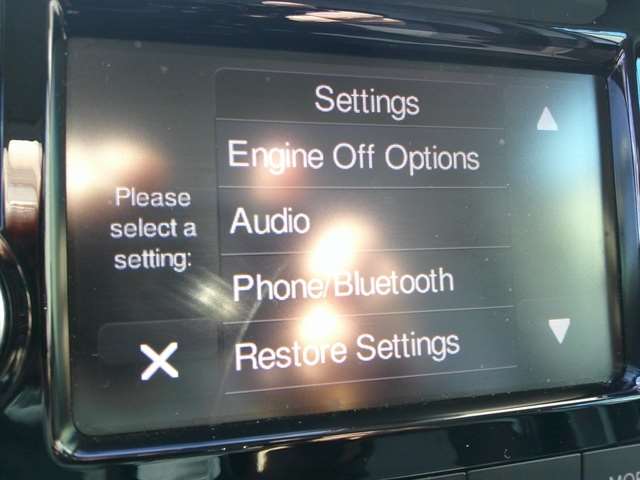 Settings
Please
select a
setting:
Engine Off Options
Audio
Phone/Bluetooth
Restore Settings